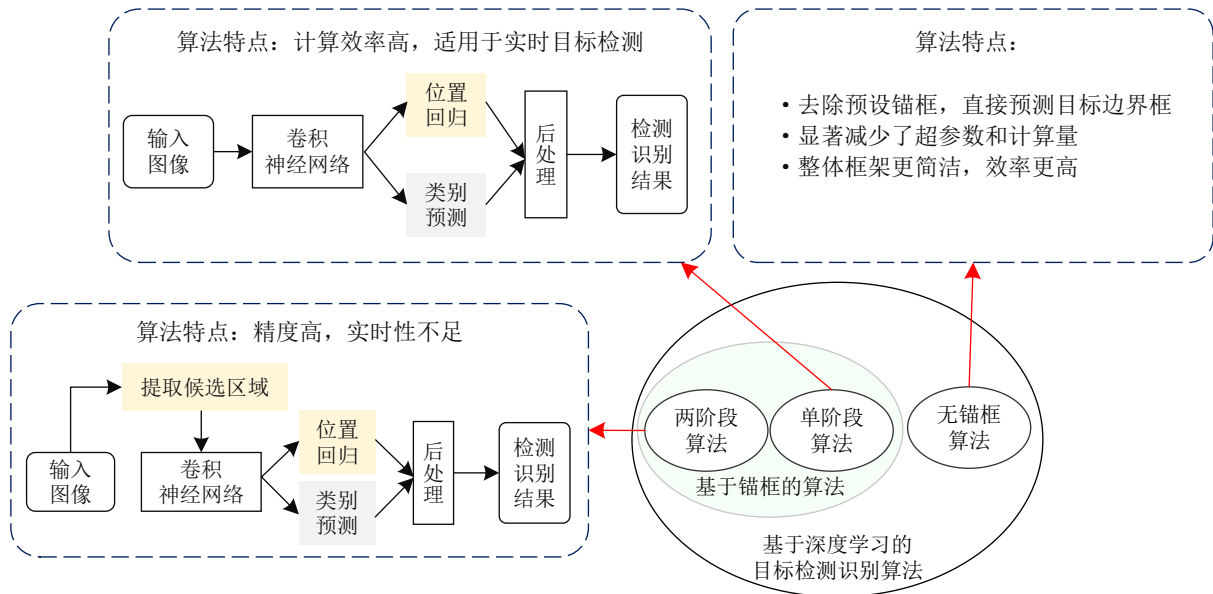 算法特点：计算效率高，适用于实时目标检测
输入
图像
卷积
神经网络
位置
回归
类别
预测
后
处
理
检测
识别
结果
算法特点：
• 去除预设锚框，直接预测目标边界框
• 显著减少了超参数和计算量
• 整体框架更简洁，效率更高
算法特点：精度高，实时性不足
提取候选区域
输入
图像
卷积
神经网络
位置
回归
类别
预测
后
处
理
检测
识别
结果
两阶段
算法
单阶段
算法
无锚框
算法
基于锚框的算法
基于深度学习的
目标检测识别算法